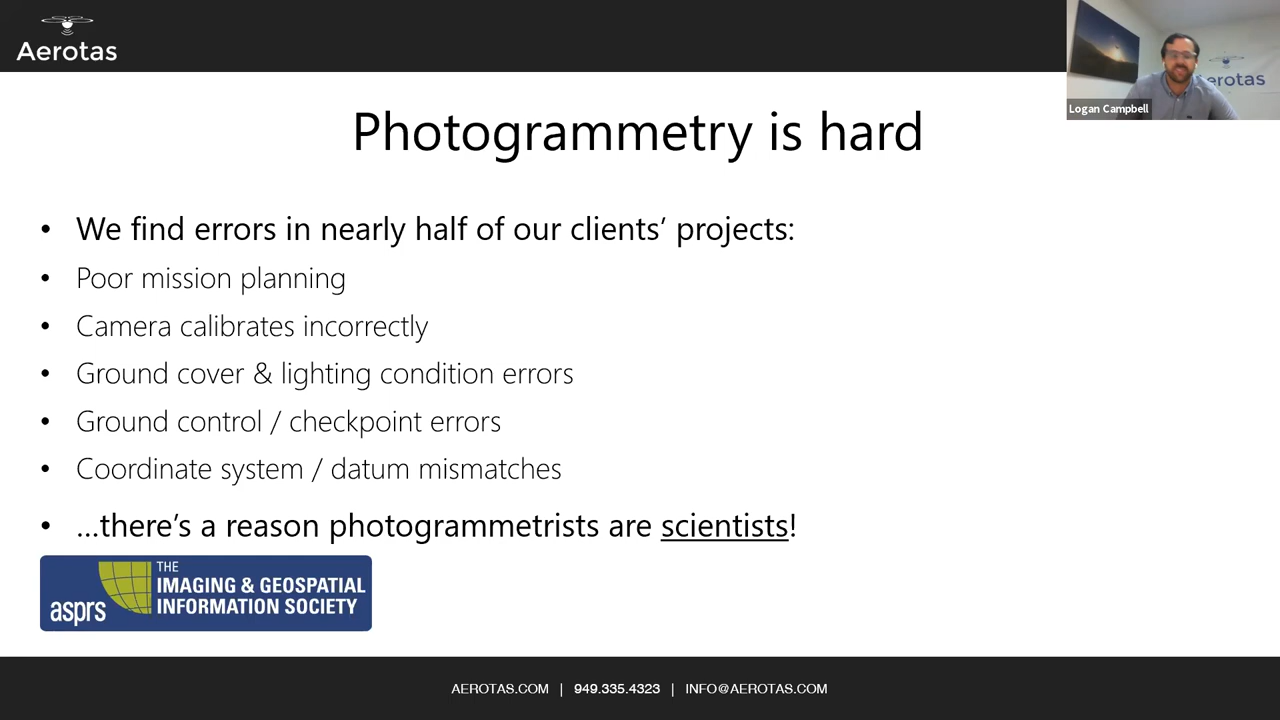 Aerotas
erotas
Logan Campbell
Photogrammetry is hard
• We find errors in nearly half of our clients’ projects:
• Poor mission planning
• Camera calibrates incorrectly
• Ground cover & lighting condition errors
• Ground control / checkpoint errors
• Coordinate system / datum mismatches
• ...there’s a reason photogrammetrists are scientists!
asprs
THE
IMAGING & GEOSPATIAL
INFORMATION SOCIETY
AEROTAS.COM | 949.335.4323 | INFO@AEROTAS.COM